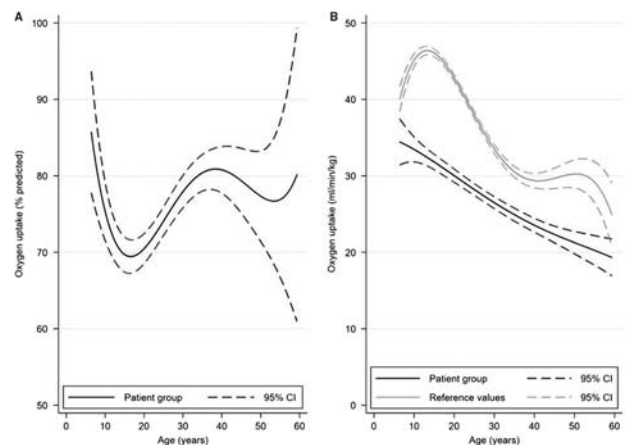 A
100
90
80
70
60
50
Oxygen uptake (% predicted)
0 10 20 30 40 50 60
Age (years)
Patient group
95% CI
B
50
40
30
20
10
0
Oxygen uptake (ml/min/kg)
0 10 20 30 40 50 60
Age (years)
Patient group
95% CI
Reference values
95% CI